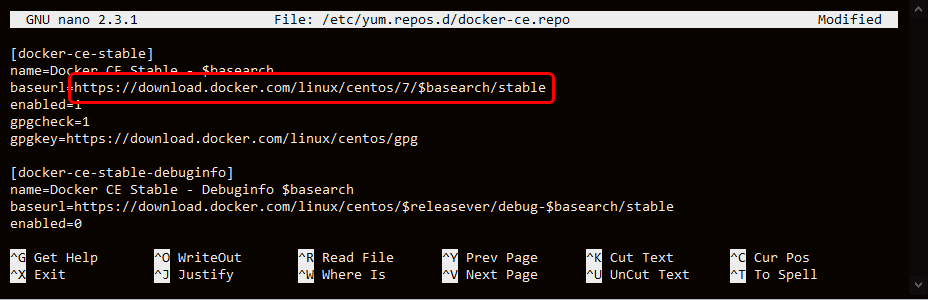 GNU nano 2.3.1 File: /etc/yum.repos.d/docker-ce.repo Modified
[docker-ce-stable]
name=Docker CE Stable - $basearch
baseurl=https://download.docker.com/linux/centos/7/$basearch/stable
enabled=1
gpgcheck=1
gpgkey=https://download.docker.com/linux/centos/gpg
[docker-ce-stable-debuginfo]
name=Docker CE Stable - Debuginfo $basearch
baseurl=https://download.docker.com/linux/centos/$releasever/debug-$basearch/stable
enabled=0
^G Get Help ^O WriteOut ^R Read File ^Y Prev Page ^K Cut Text ^C Cur Pos
^X Exit ^J Justify ^W Where Is ^V Next Page ^U UnCut Text ^T To Spell